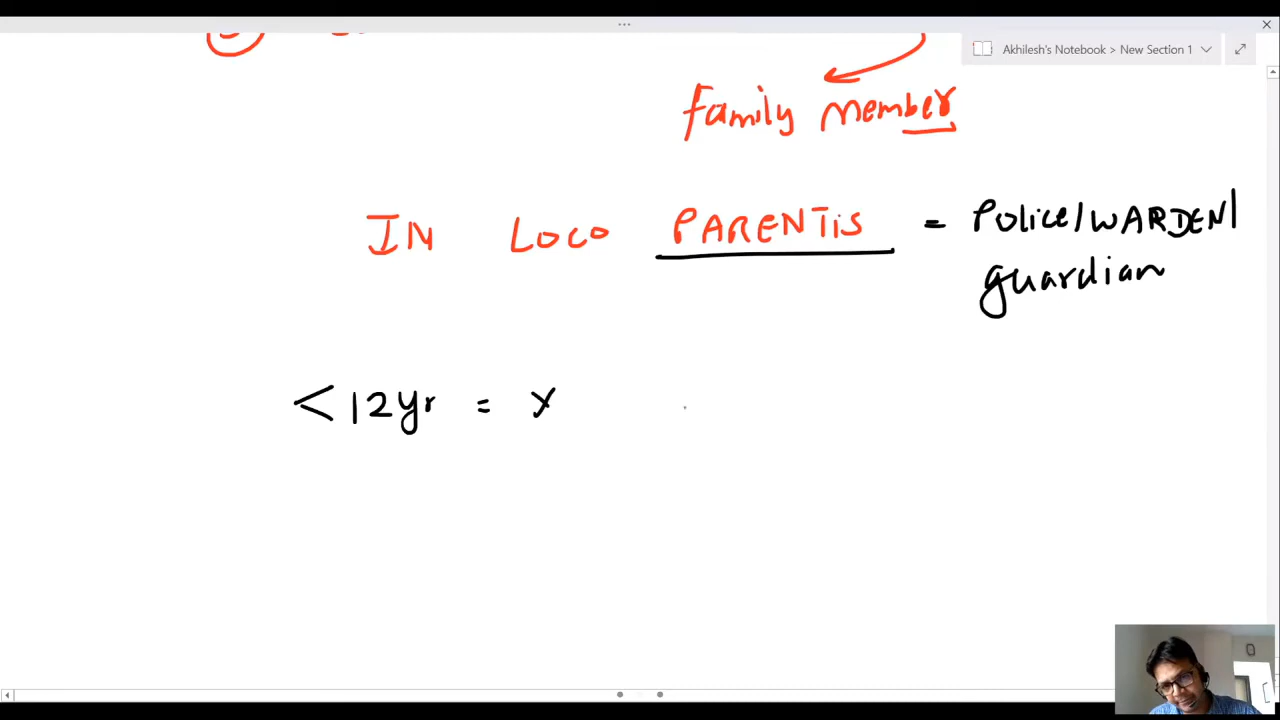 Akhilesh's Notebook > New Section 1
family member
IN LOCO PARENTiS = Police/WARDEN/
guardian
<12yr = x